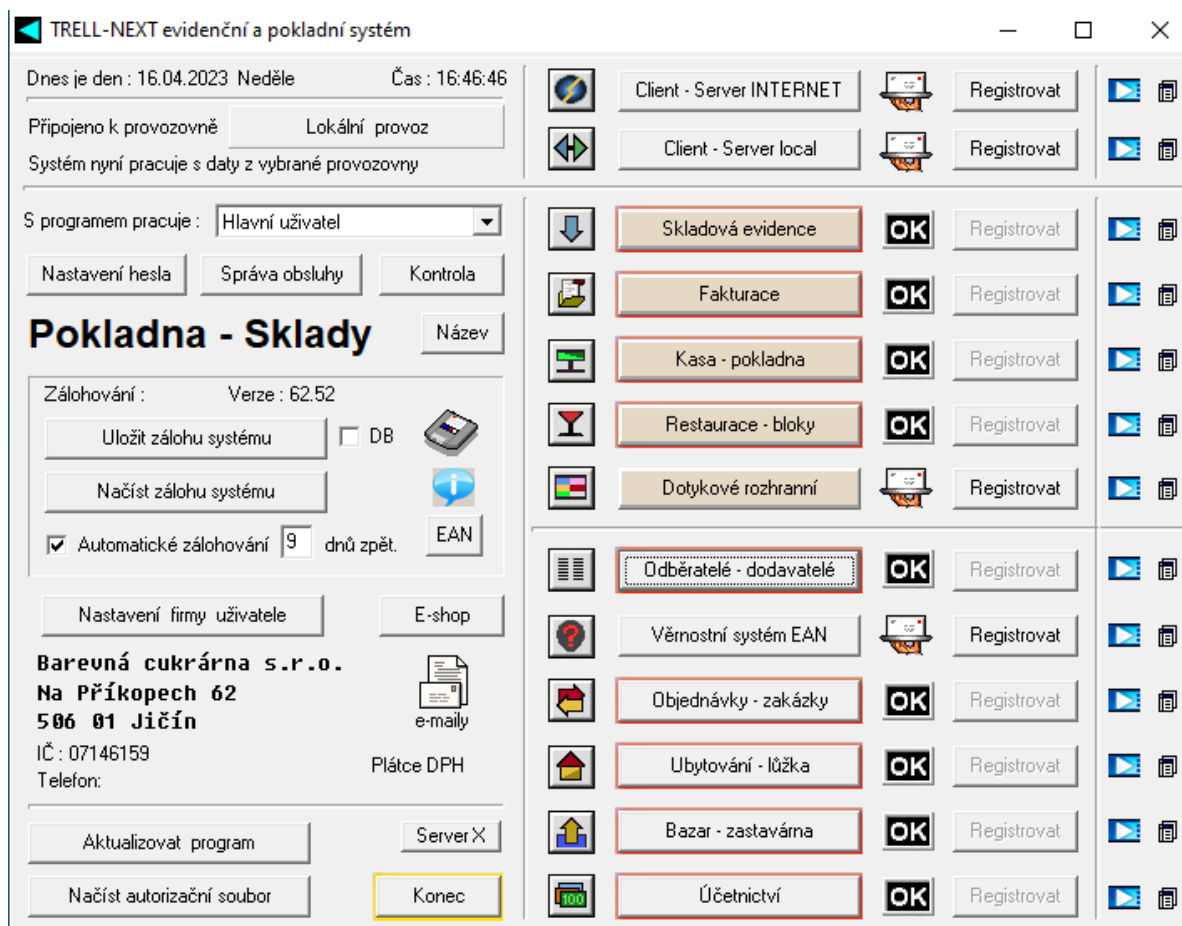 TRELL-NEXT evidenční a pokladní systém
Dnes je den : 16.04.2023 Neděle Čas : 16:46:46
Připojeno k provozovně Lokální provoz
Systém nyní pracuje s daty z vybrané provozovny
S programem pracuje : Hlavní uživatel
Nastavení hesla Správa obsluhy Kontrola
Pokladna - Sklady Název
Zálohování : Verze : 62.52
Uložit zálohu systému DB
Načíst zálohu systému
Automatické zálohování 9 dnů zpět. EAN
Nastavení firmy uživatele E-shop
Barevná cukrárna s.r.o.
Na Příkopech 62
506 01 Jičín
e-maily
IČ : 07146159
Plátce DPH
Telefon:
Aktualizovat program Server X
Načíst autorizační soubor Konec
Client - Server INTERNET Registrovat
Client - Server local Registrovat
Skladová evidence OK Registrovat
Fakturace OK Registrovat
Kasa - pokladna OK Registrovat
Restaurace - bloky OK Registrovat
Dotykové rozhranní Registrovat
Odběratelé - dodavatelé OK Registrovat
Věrnostní systém EAN Registrovat
Objednávky - zakázky OK Registrovat
Ubytování - lůžka OK Registrovat
Bazar - zastavárna OK Registrovat
100 Účetnictví OK Registrovat